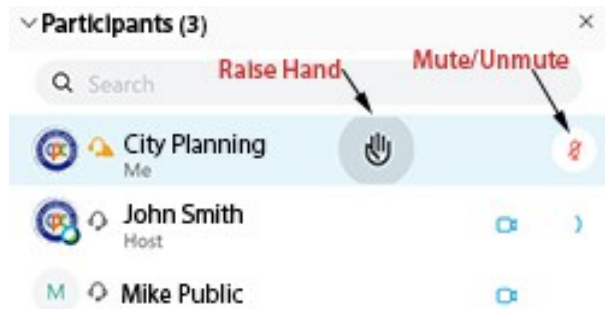 Participants (3)
Search
Raise Hand
Mute/Unmute
City Planning
Me
John Smith
Host
M
Mike Public